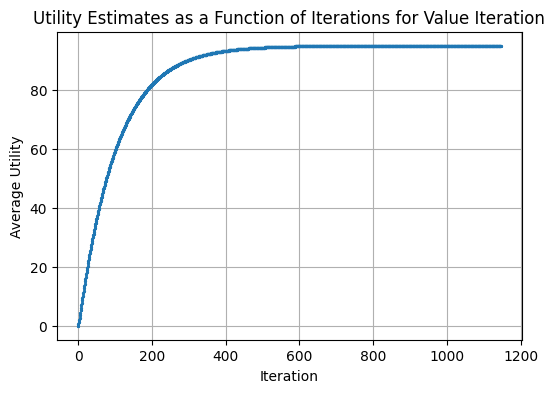 Utility Estimates as a Function of Iterations for Value Iteration
Average Utility
80
60
40
20
0
0 200 400 600 800 1000 1200
Iteration